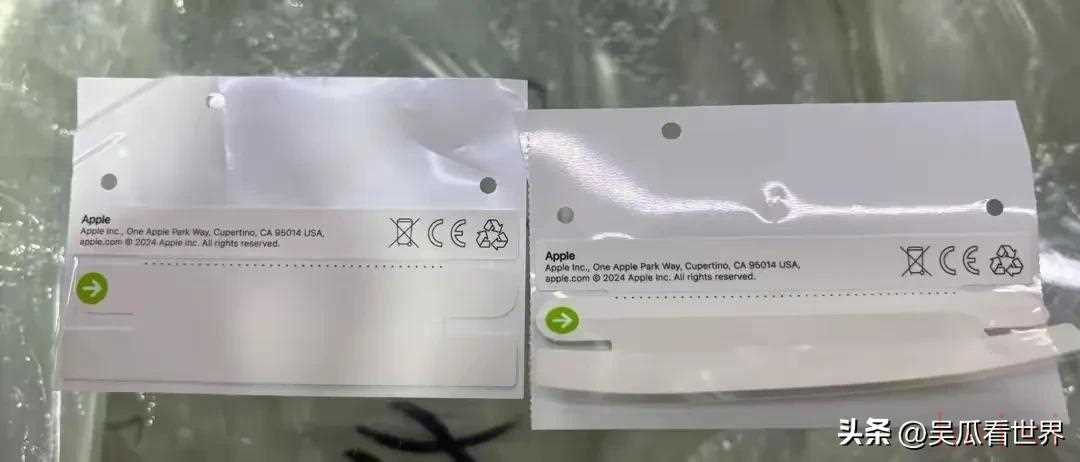 Apple
Apple Inc., One Apple Park Way, Cupertino, CA 95014 USA,
apple.com © 2024 Apple Inc. All rights reserved.
CE
Apple
Apple Inc., One Apple Park Way, Cupertino, CA 95014 USA,
apple.com © 2024 Apple Inc. All rights reserved.
CE
头条 @吴瓜看世界